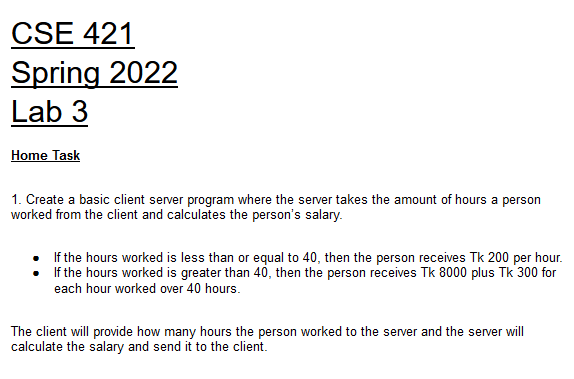 CSE 421
Spring 2022
Lab 3
Home Task
1. Create a basic client server program where the server takes the amount of hours a person
worked from the client and calculates the person's salary.
● If the hours worked is less than or equal to 40, then the person receives Tk 200 per hour.
● If the hours worked is greater than 40, then the person receives Tk 8000 plus Tk 300 for
each hour worked over 40 hours.
The client will provide how many hours the person worked to the server and the server will
calculate the salary and send it to the client.